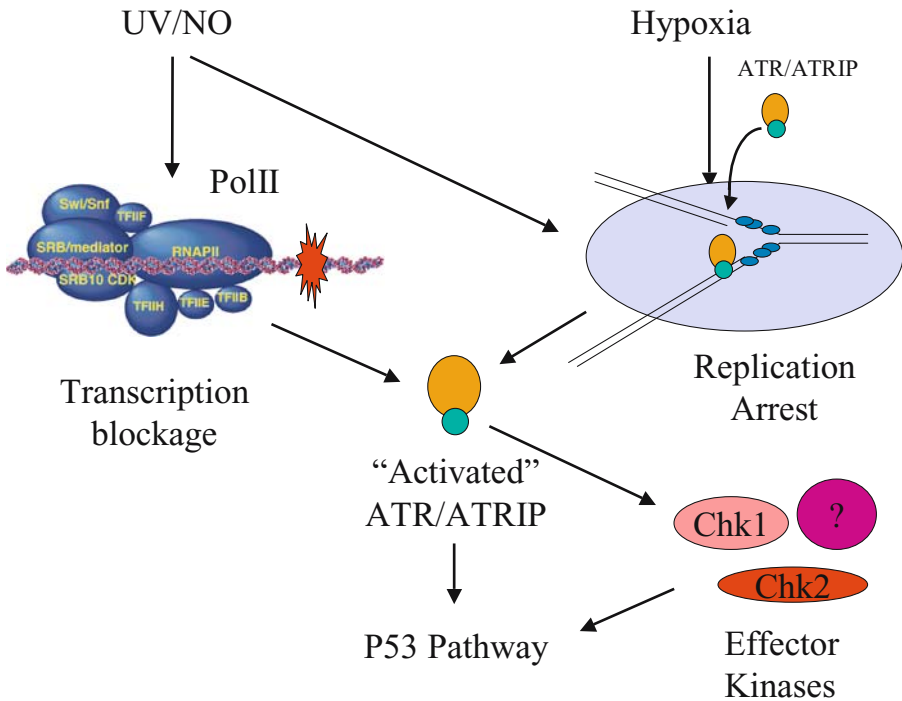 UV/NO
Hypoxia
ATR/ATRIP
PolII
SwI/Snf
TFIIF
SRB/mediator
RNAPII
SRB10 CDK
TFIIH
TFIIE
TFIIB
Transcription
blockage
Replication
Arrest
“Activated”
ATR/ATRIP
Chk1
?
Chk2
P53 Pathway
Effector
Kinases